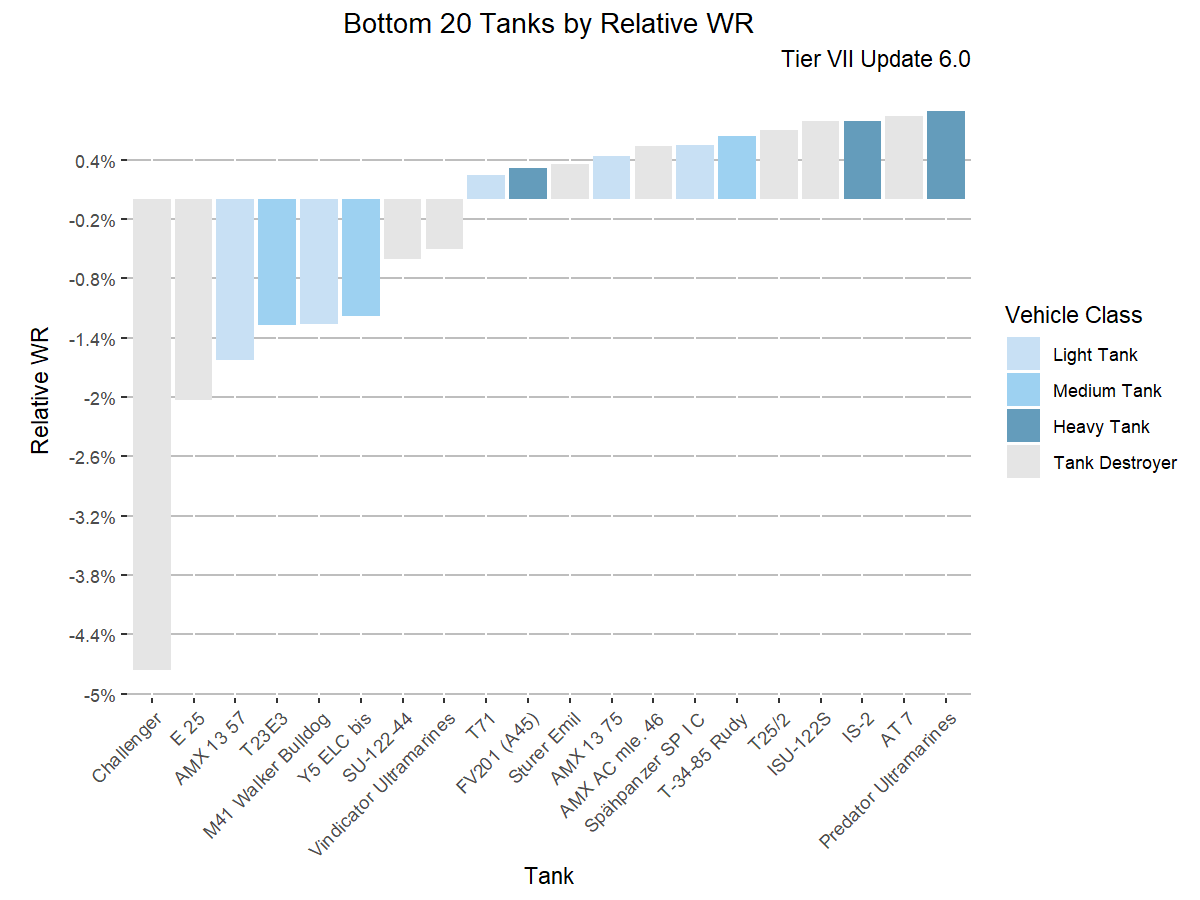 Bottom 20 Tanks by Relative WR
Tier VII Update 6.0
Relative WR
0.4%
-0.2%
-0.8%
-1.4%
-2%
-2.6%
-3.2%
-3.8%
-4.4%
-5%
Challenger
E 25
AMX 13 57
T23E3
M41 Walker Bulldog
Y5 ELC bis
SU-122-44
Vindicator Ultramarines
T71
FV201 (A45)
Sturer Emil
AMX 13 75
AMX AC mle. 46
Spähpanzer SP I C
T-34-85 Rudy
T25/2
ISU-122S
IS-2
AT 7
Predator Ultramarines
Tank
Vehicle Class
Light Tank
Medium Tank
Heavy Tank
Tank Destroyer